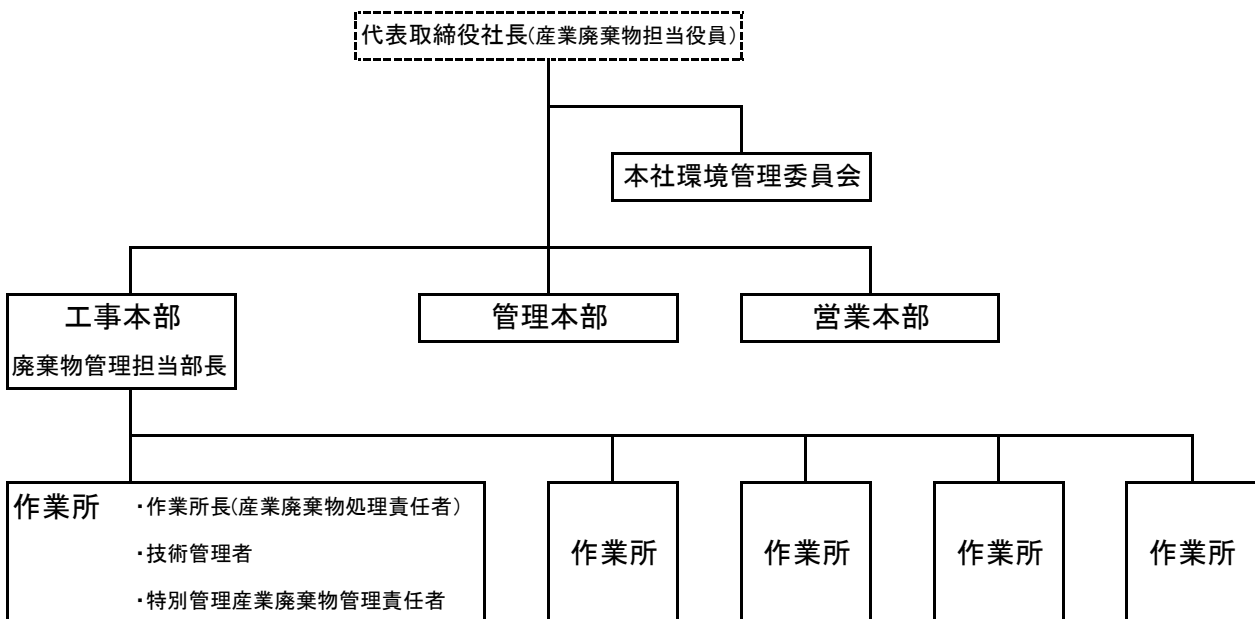 代表取締役社長(産業廃棄物担当役員)
本社環境管理委員会
工事本部
廃棄物管理担当部長
管理本部
営業本部
作業所
・作業所長(産業廃棄物処理責任者)
・技術管理者
・特別管理産業廃棄物管理責任者
作業所
作業所
作業所
作業所